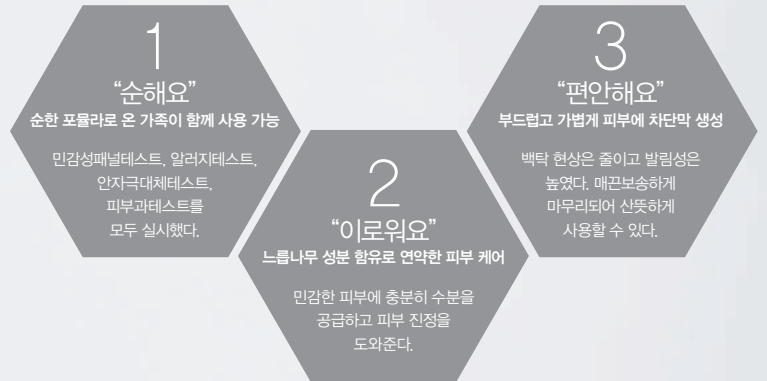 1
“순해요”
순한 포뮬라로 온 가족이 함께 사용 가능
민감성패널테스트, 알러지테스트,
안자극대체테스트,
피부과테스트를
모두 실시했다.
2
“이로워요”
느릅나무 성분 함유로 연약한 피부 케어
민감한 피부에 충분히 수분을
공급하고 피부 진정을
도와준다.
3
“편안해요”
부드럽고 가볍게 피부에 차단막 생성
백탁 현상은 줄이고 발림성은
높였다. 매끈보송하게
마무리되어 산뜻하게
사용할 수 있다.